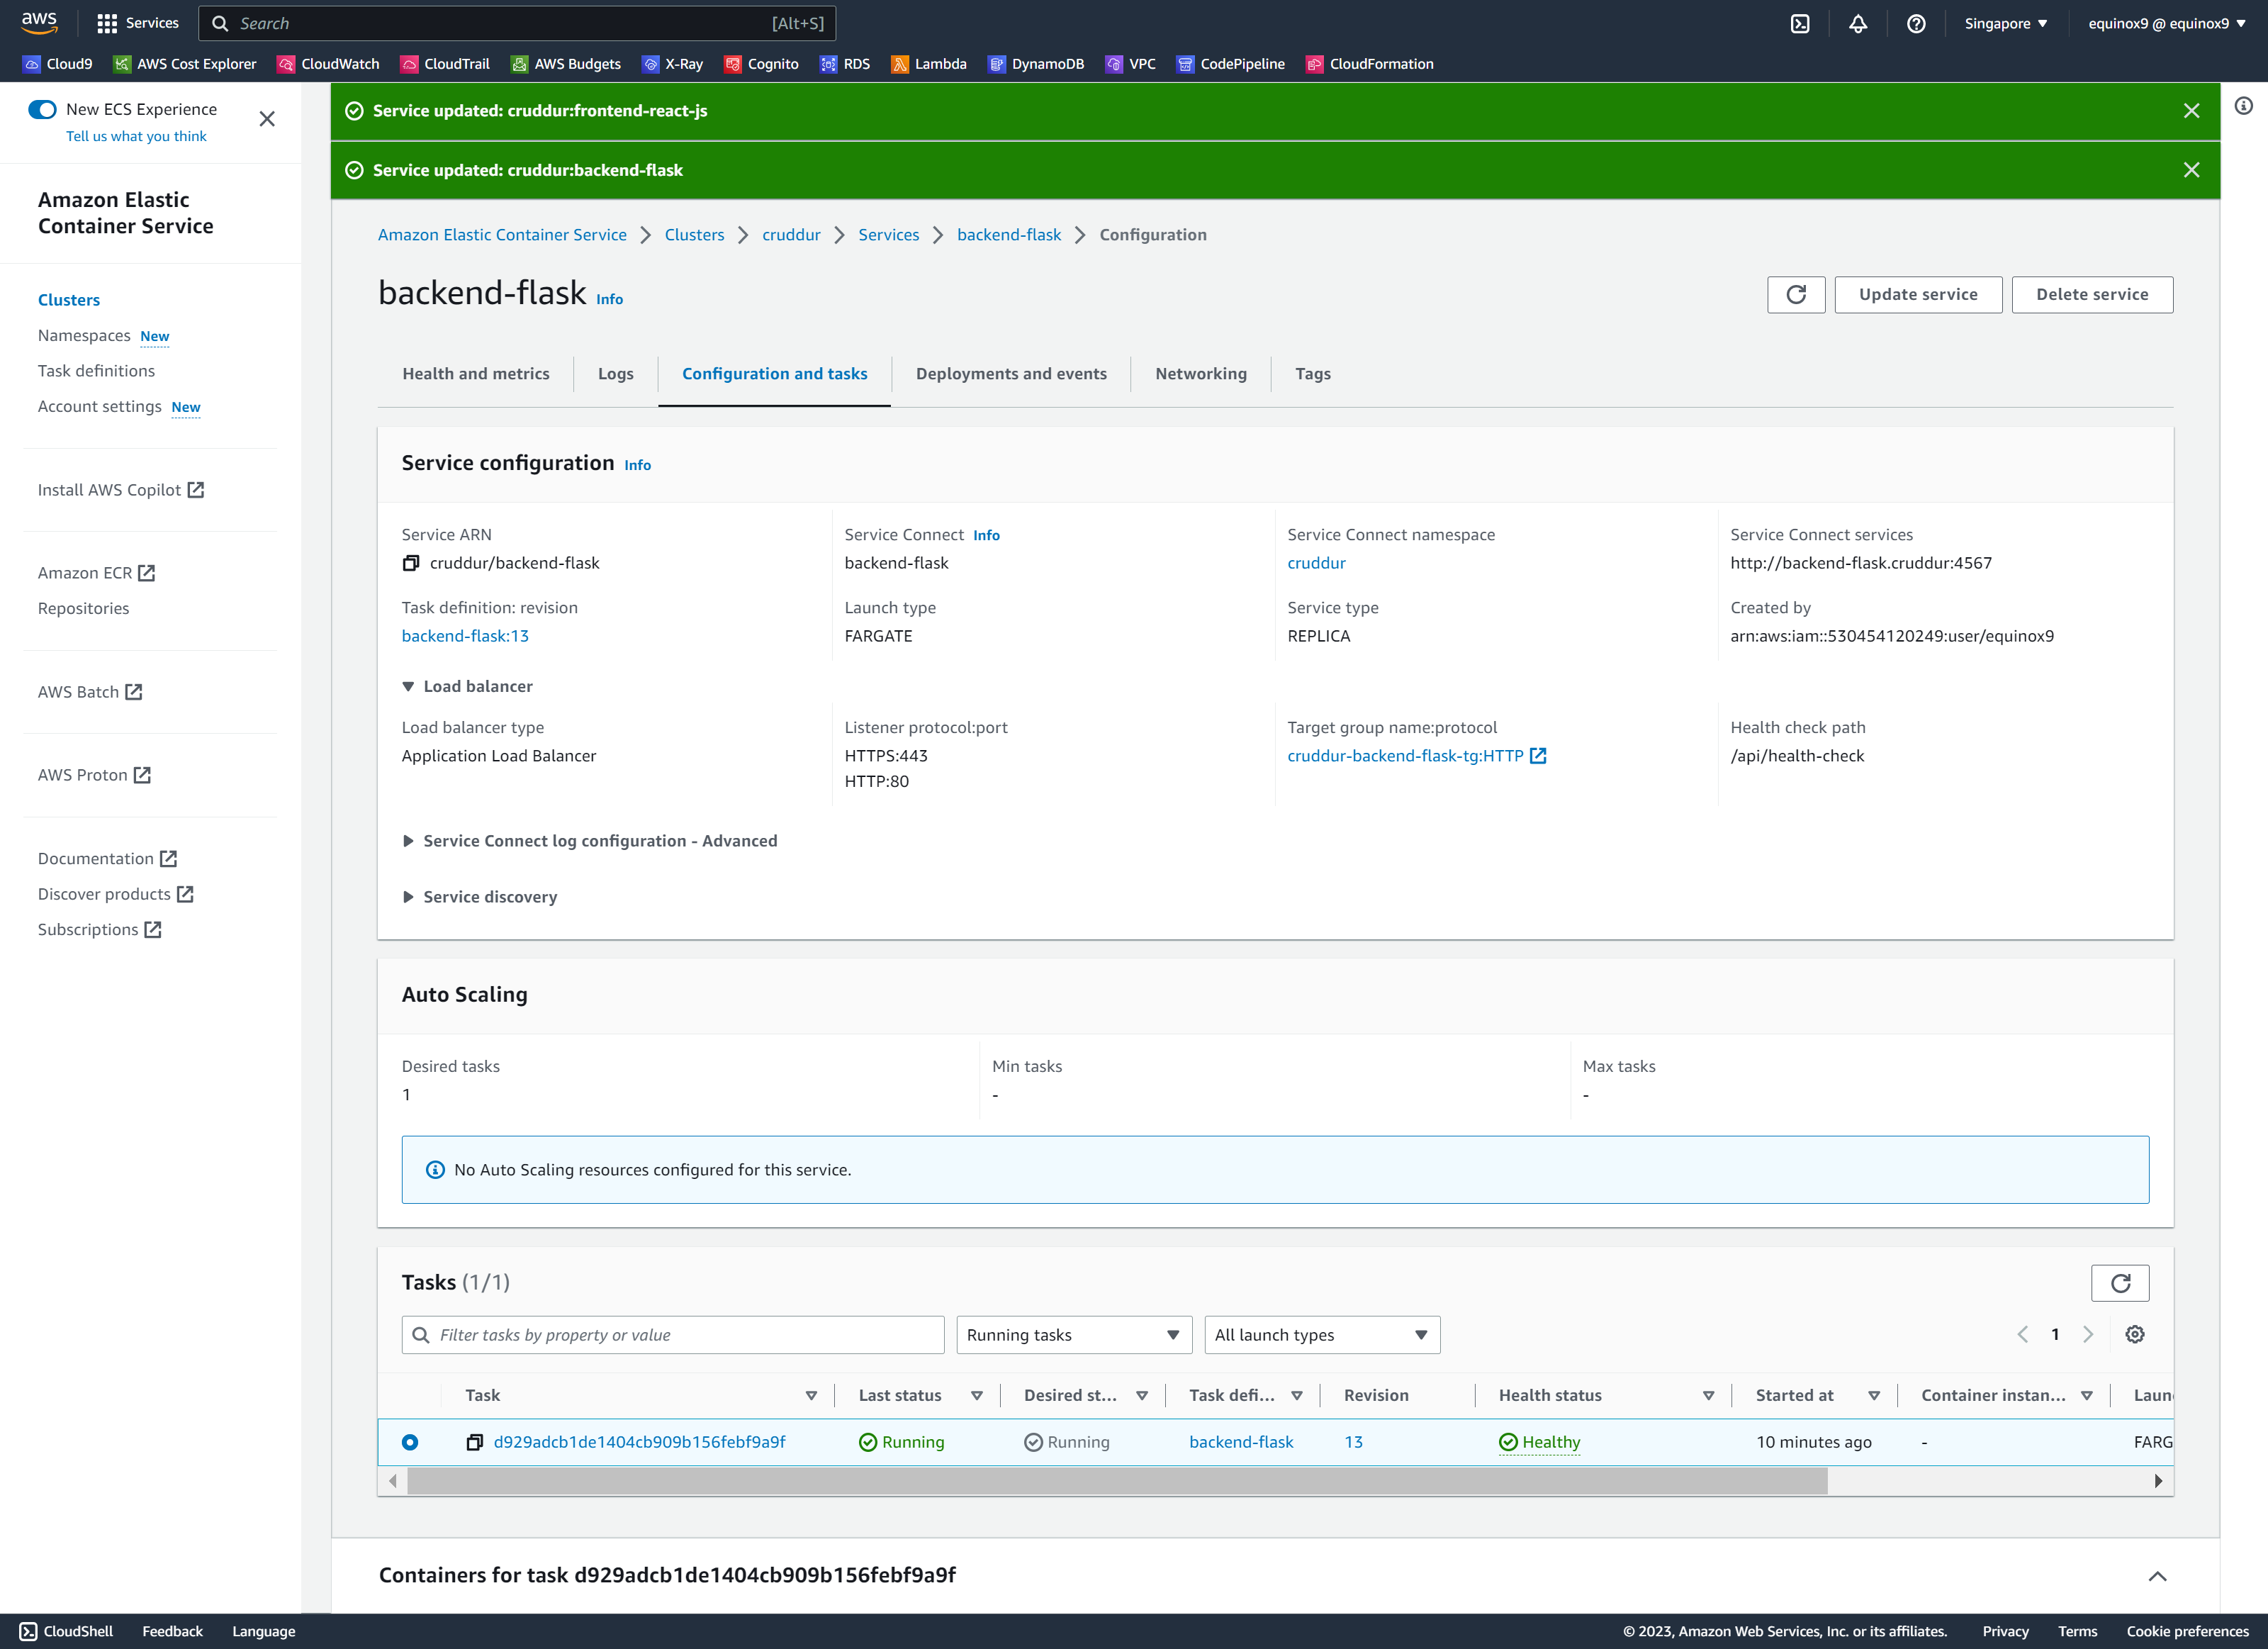 aws Services Search [Alt+S] Singapore ▼ equinox9 @ equinox9 ▼
Cloud9 AWS Cost Explorer CloudWatch CloudTrail AWS Budgets X-Ray Cognito RDS Lambda DynamoDB VPC CodePipeline CloudFormation
New ECS Experience
Tell us what you think
Amazon Elastic
Container Service
Clusters
Namespaces New
Task definitions
Account settings New
Install AWS Copilot
Amazon ECR
Repositories
AWS Batch
AWS Proton
Documentation
Discover products
Subscriptions
Service updated: cruddur:frontend-react-js
Service updated: cruddur:backend-flask
Amazon Elastic Container Service > Clusters > cruddur > Services > backend-flask > Configuration
backend-flask Info
Update service Delete service
Health and metrics Logs Configuration and tasks Deployments and events Networking Tags
Service configuration Info
Service ARN Service Connect Info Service Connect namespace Service Connect services
cruddur/backend-flask backend-flask cruddur http://backend-flask.cruddur:4567
Task definition: revision Launch type Service type Created by
backend-flask:13 FARGATE REPLICA arn:aws:iam::530454120249:user/equinox9
▼ Load balancer
Load balancer type Listener protocol:port Target group name:protocol Health check path
Application Load Balancer HTTPS:443 cruddur-backend-flask-tg:HTTP /api/health-check
HTTP:80
▶ Service Connect log configuration - Advanced
▶ Service discovery
Auto Scaling
Desired tasks Min tasks Max tasks
1 - -
No Auto Scaling resources configured for this service.
Tasks (1/1)
Filter tasks by property or value Running tasks All launch types 1
Task Last status Desired st... Task defi... Revision Health status Started at Container instan... Laun
d929adcb1de1404cb909b156febf9a9f Running Running backend-flask 13 Healthy 10 minutes ago - FARG
Containers for task d929adcb1de1404cb909b156febf9a9f
CloudShell Feedback Language © 2023, Amazon Web Services, Inc. or its affiliates. Privacy Terms Cookie preferences